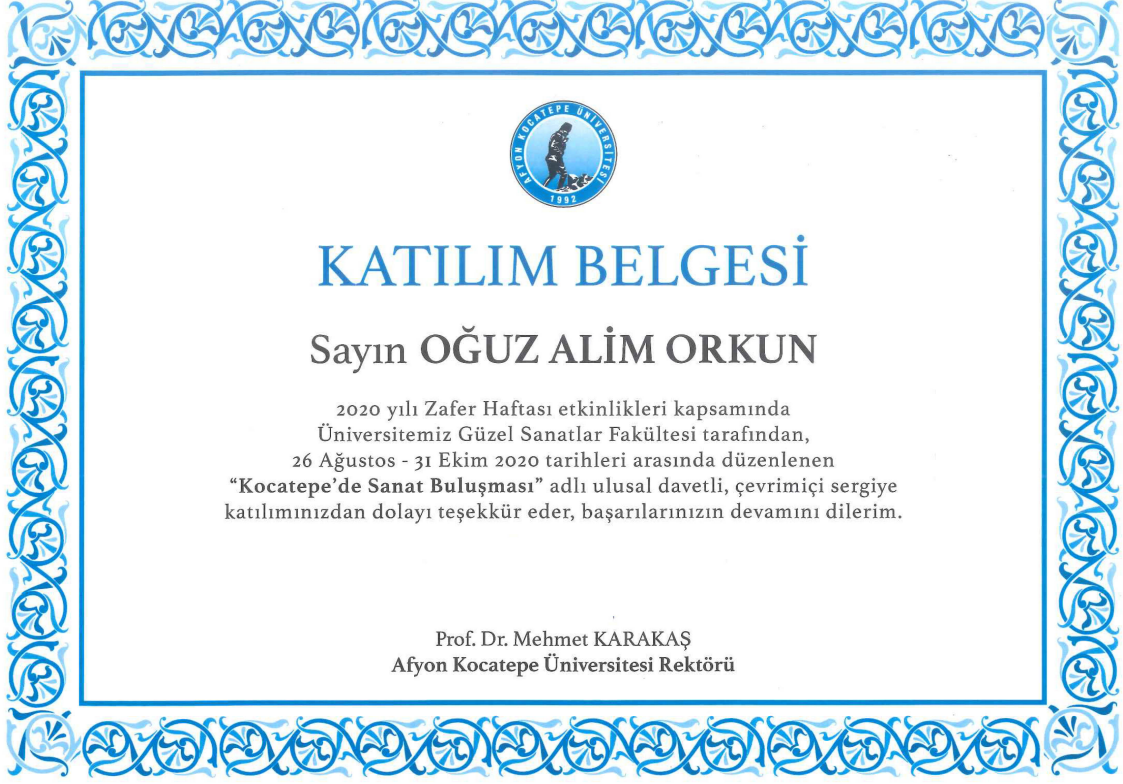 AFYON KOCATEPE ÜNİVERSİTESİ
1992
KATILIM BELGESİ
Sayın OĞUZ ALİM ORKUN
2020 yılı Zafer Haftası etkinlikleri kapsamında
Üniversitemiz Güzel Sanatlar Fakültesi tarafından,
26 Ağustos - 31 Ekim 2020 tarihleri arasında düzenlenen
“Kocatepe’de Sanat Buluşması” adlı ulusal davetli, çevrimiçi sergiye
katılımınızdan dolayı teşekkür eder, başarılarınızın devamını dilerim.
Prof. Dr. Mehmet KARAKAŞ
Afyon Kocatepe Üniversitesi Rektörü